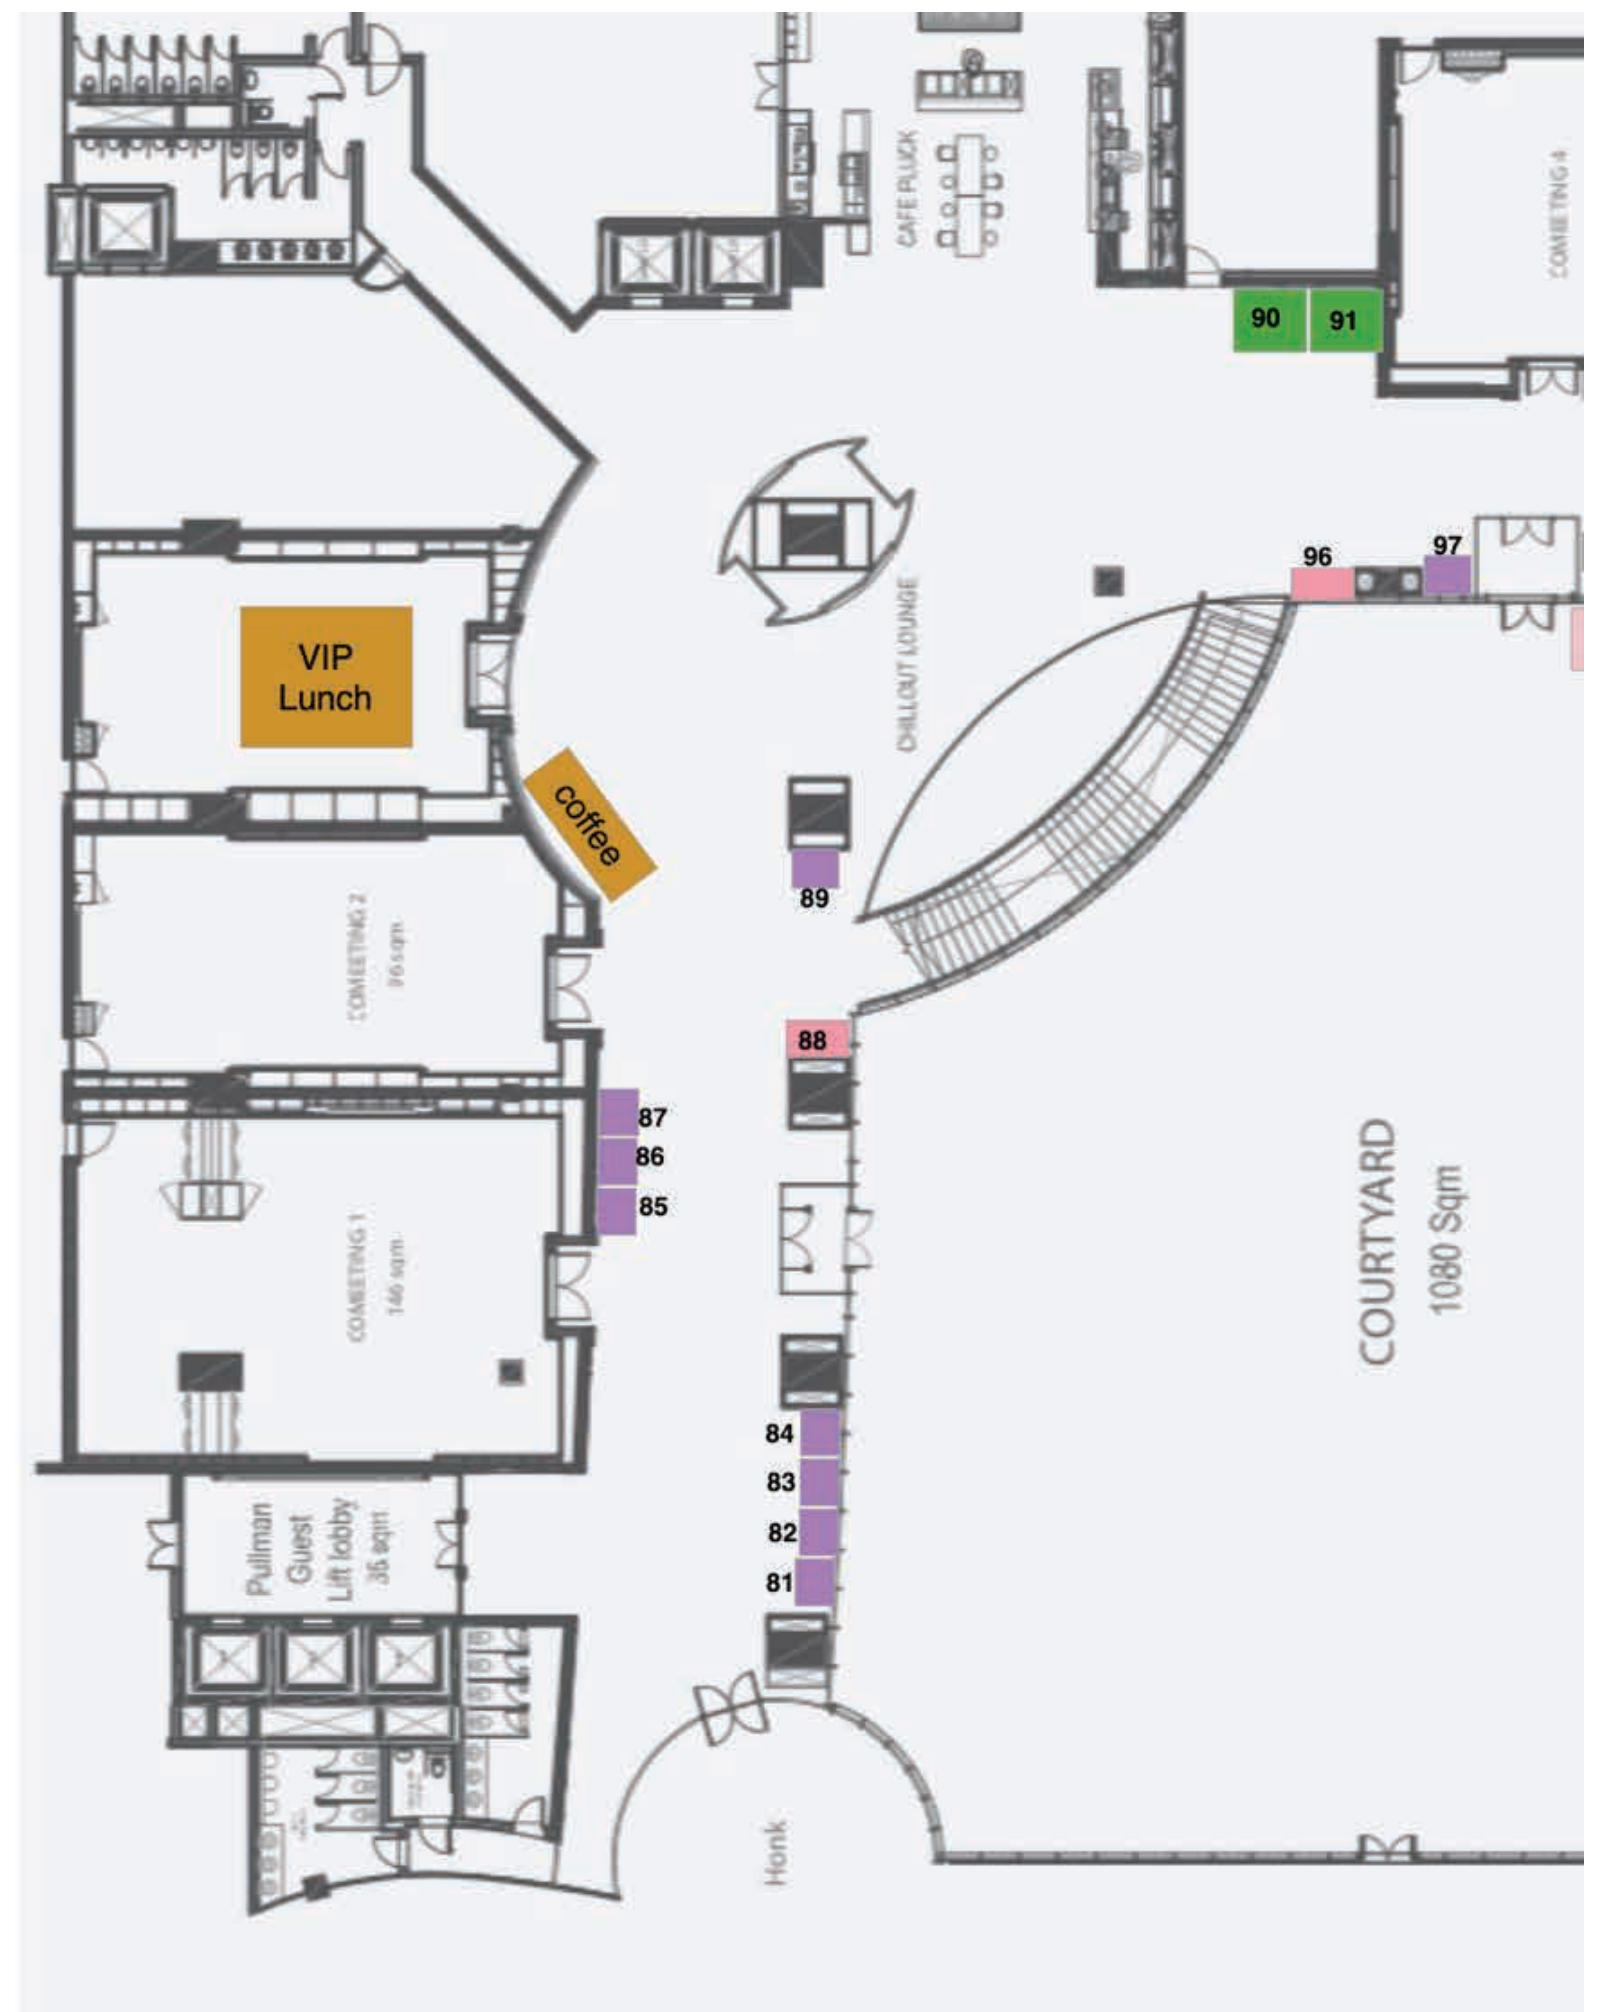 CAFE PLUCK
COMEETING 4
90
91
96
97
VIP
Lunch
CHILLOUT LOUNGE
coffee
89
COMEETING 2
96 sqm
88
87
86
85
COMEETING 1
146 sqm
COURTYARD
1080 Sqm
84
83
82
81
Pullman
Guest
Lift lobby
35 sqm
Honk